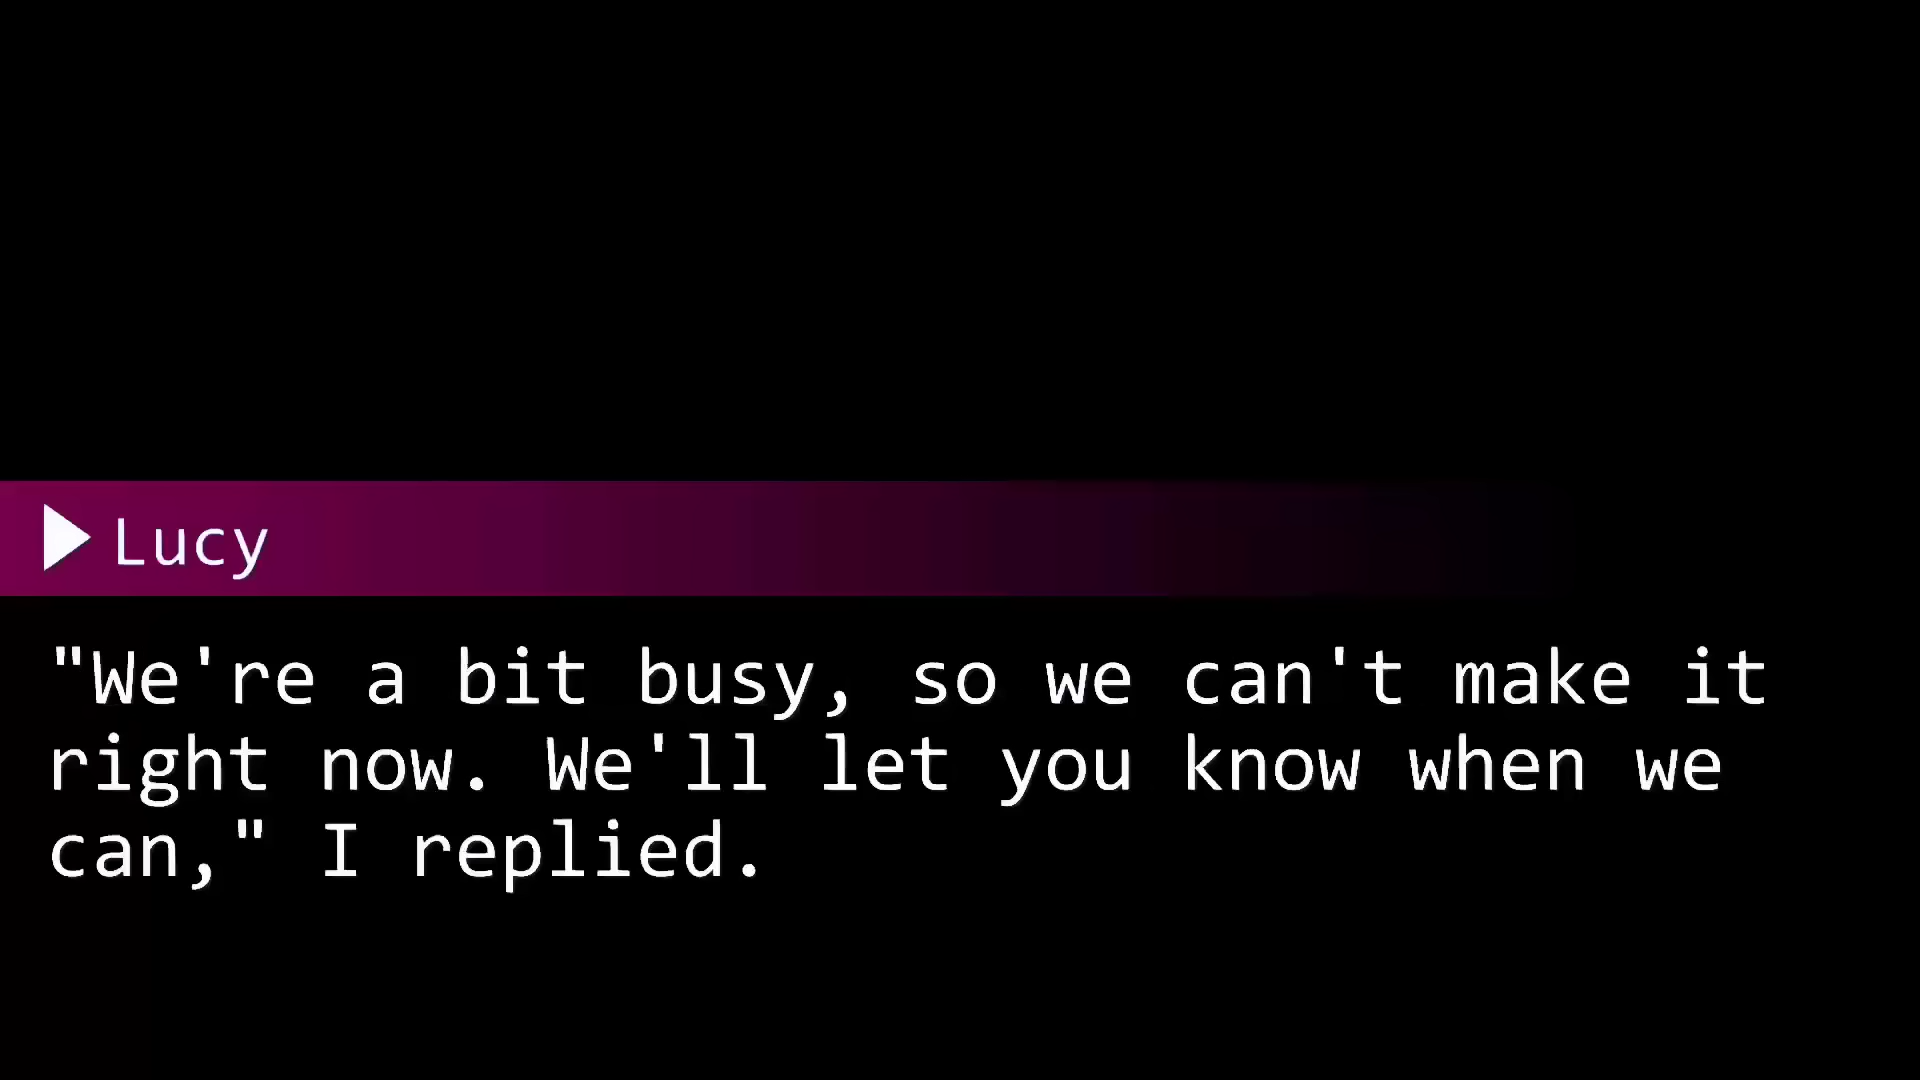 Lucy
"We're a bit busy, so we can't make it
right now. We'll let you know when we
can," I replied.